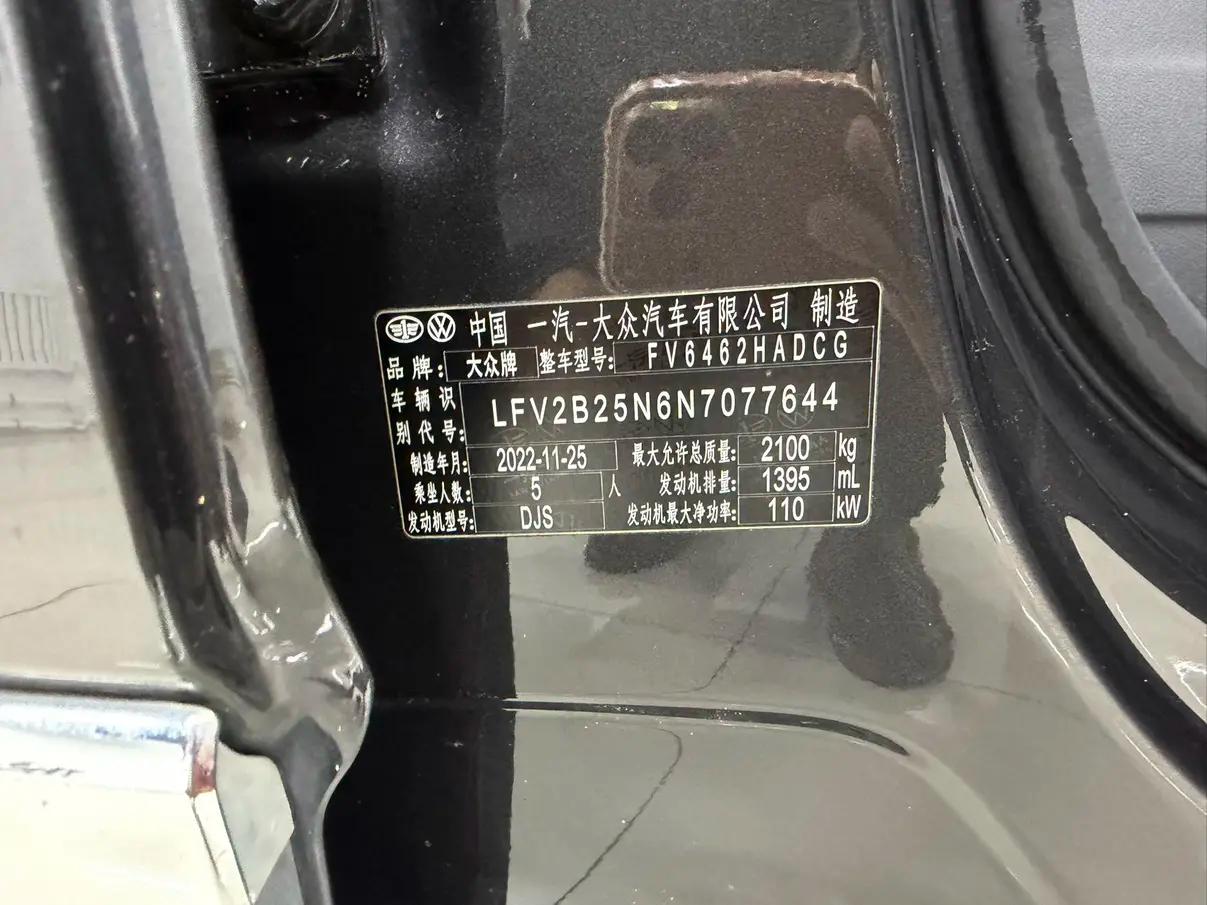 中国 一汽-大众汽车有限公司 制造
品牌: 大众牌 整车型号: FV6462HADCG
车辆识别代号: LFV2B25N6N7077644
制造年月: 2022-11-25 最大允许总质量: 2100 kg
乘坐人数: 5 人 发动机排量: 1395 mL
发动机型号: DJS 发动机最大净功率: 110 kW